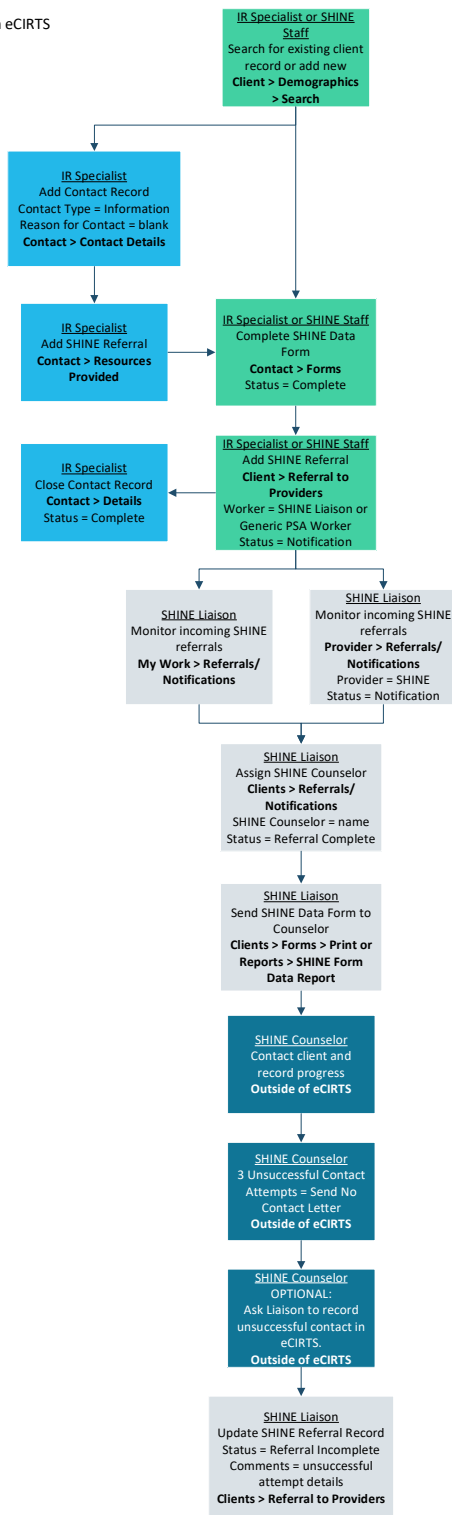 eCIRTS
IR Specialist or SHINE
Staff
Search for existing client
record or add new
Client > Demographics
> Search
IR Specialist
Add Contact Record
Contact Type = Information
Reason for Contact = blank
Contact > Contact Details
IR Specialist
Add SHINE Referral
Contact > Resources
Provided
IR Specialist or SHINE Staff
Complete SHINE Data
Form
Contact > Forms
Status = Complete
IR Specialist or SHINE Staff
Add SHINE Referral
Client > Referral to
Providers
Worker = SHINE Liaison or
Generic PSA Worker
Status = Notification
IR Specialist
Close Contact Record
Contact > Details
Status = Complete
SHINE Liaison
Monitor incoming SHINE
referrals
My Work > Referrals/
Notifications
SHINE Liaison
Monitor incoming SHINE
referrals
Provider > Referrals/
Notifications
Provider = SHINE
Status = Notification
SHINE Liaison
Assign SHINE Counselor
Clients > Referrals/
Notifications
SHINE Counselor = name
Status = Referral Complete
SHINE Liaison
Send SHINE Data Form to
Counselor
Clients > Forms > Print or
Reports > SHINE Form
Data Report
SHINE Counselor
Contact client and
record progress
Outside of eCIRTS
SHINE Counselor
3 Unsuccessful Contact
Attempts = Send No
Contact Letter
Outside of eCIRTS
SHINE Counselor
OPTIONAL:
Ask Liaison to record
unsuccessful contact in
eCIRTS.
Outside of eCIRTS
SHINE Liaison
Update SHINE Referral Record
Status = Referral Incomplete
Comments = unsuccessful
attempt details
Clients > Referral to Providers